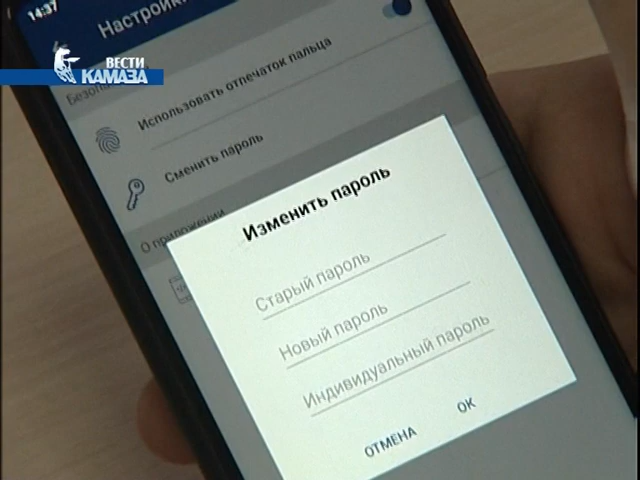 14:37
Настройки
ВЕСТИ
КАМАЗА
Использовать отпечаток пальца
Сменить пароль
О приложении
Изменить пароль
Старый пароль
Новый пароль
Индивидуальный пароль
ОТМЕНА
ОК